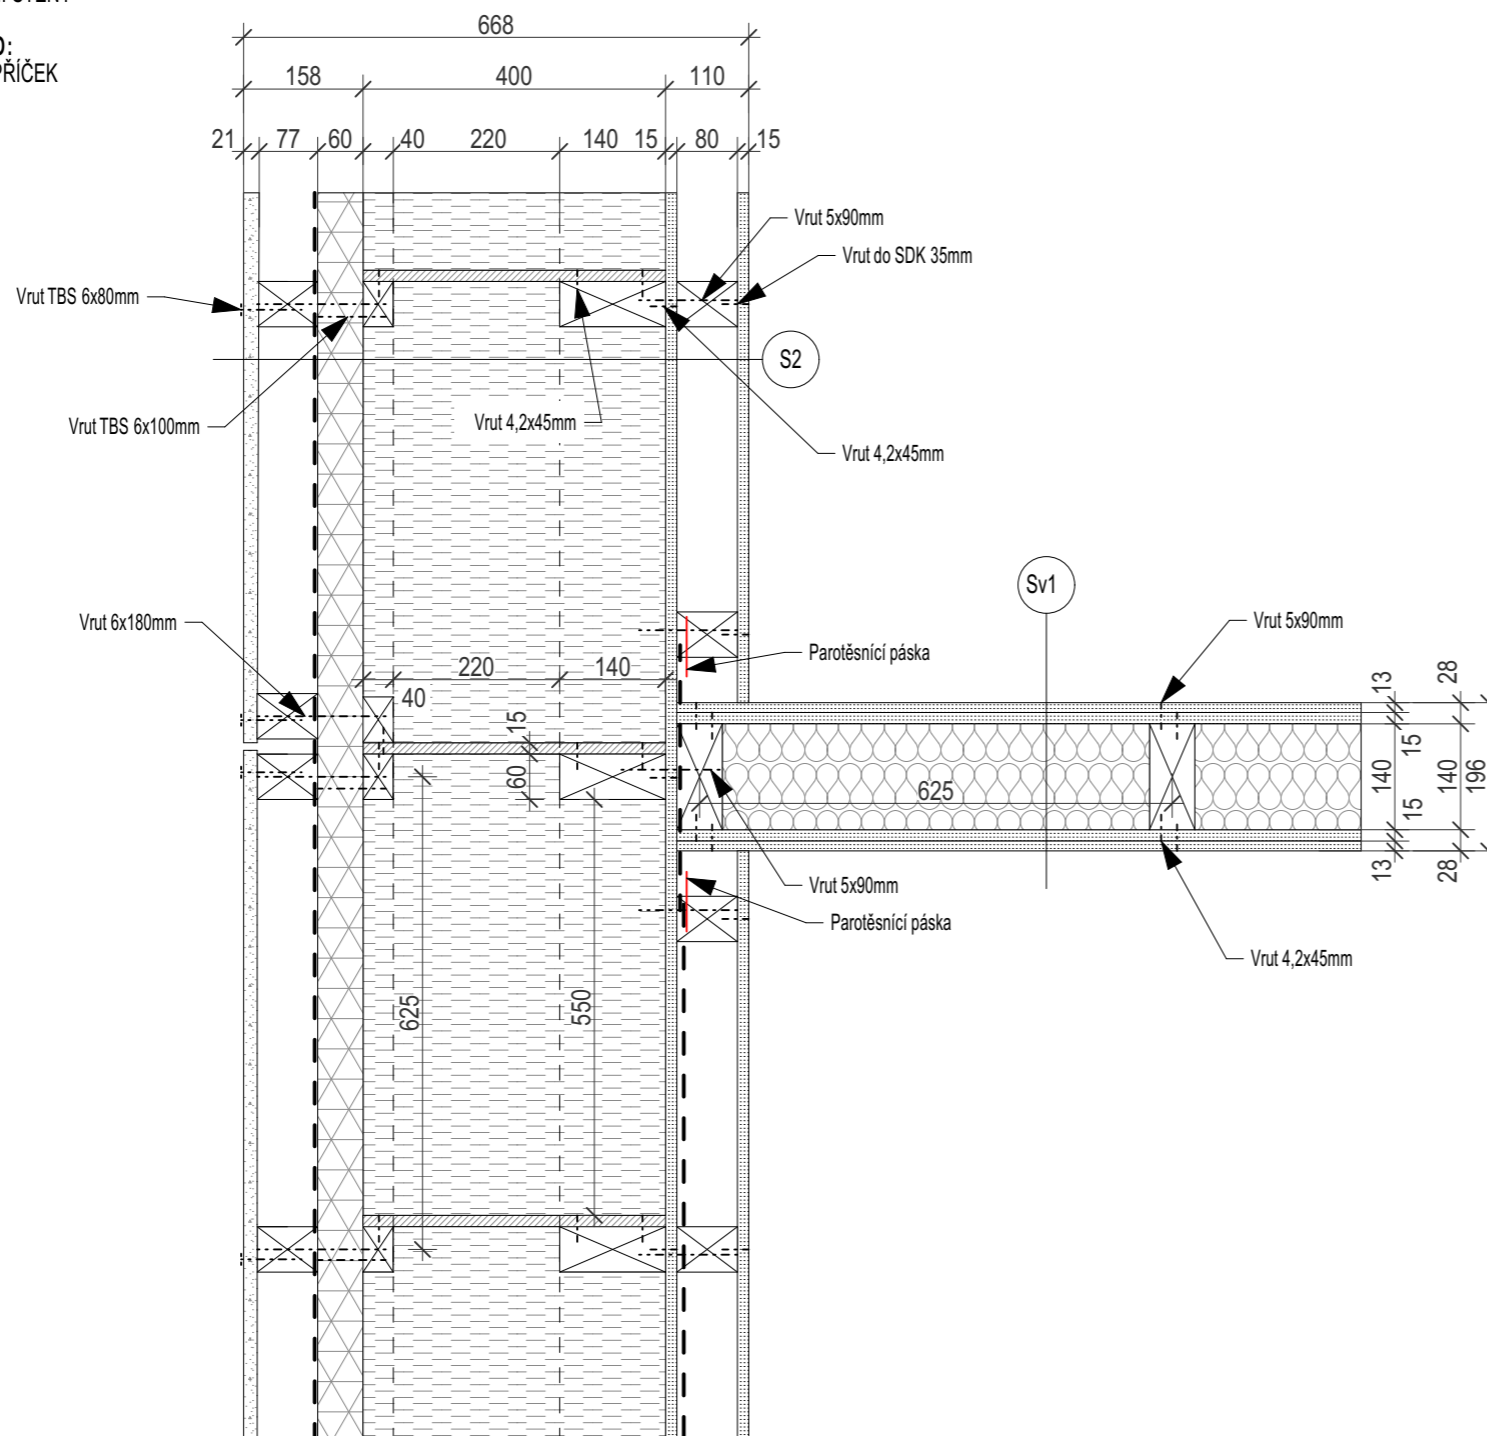 PŘÍČEK
668
158 400 110
21 77 60 40 220 140 15 80 15
Vrut 5x90mm
Vrut do SDK 35mm
Vrut TBS 6x80mm
S2
Vrut TBS 6x100mm
Vrut 4,2x45mm
Vrut 4,2x45mm
Sv1
Vrut 6x180mm
Vrut 5x90mm
Parotěsnící páska
220 140
40
15
60
13
28
15
140
140
196
15
13
28
625
Vrut 5x90mm
Parotěsnící páska
Vrut 4,2x45mm
625
550